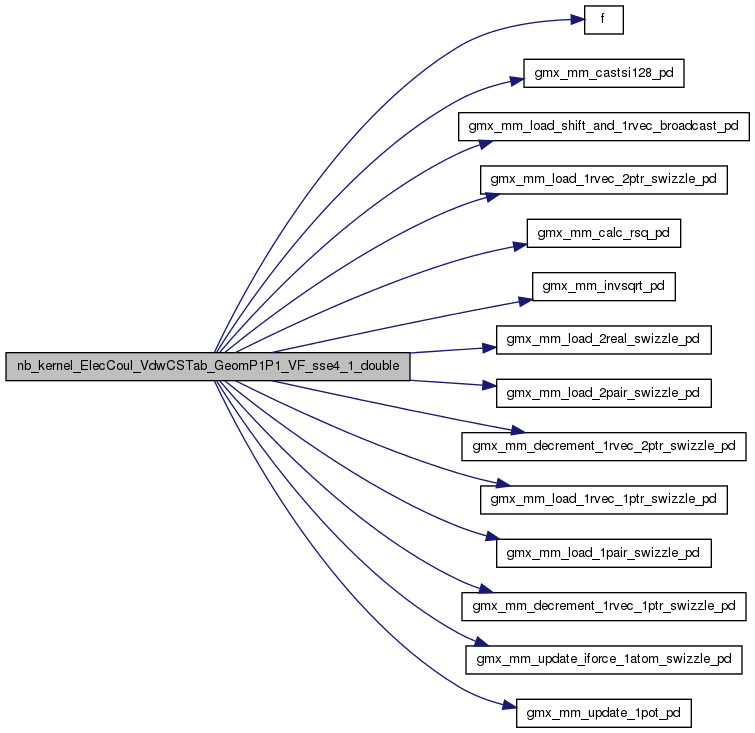 f
gmx_mm_castsi128_pd
gmx_mm_load_shift_and_1rvec_broadcast_pd
gmx_mm_load_1rvec_2ptr_swizzle_pd
gmx_mm_calc_rsq_pd
gmx_mm_invsqrt_pd
gmx_mm_load_2real_swizzle_pd
nb_kernel_ElecCoul_VdwCSTab_GeomP1P1_VF_sse4_1_double
gmx_mm_load_2pair_swizzle_pd
gmx_mm_decrement_1rvec_2ptr_swizzle_pd
gmx_mm_load_1rvec_1ptr_swizzle_pd
gmx_mm_load_1pair_swizzle_pd
gmx_mm_decrement_1rvec_1ptr_swizzle_pd
gmx_mm_update_iforce_1atom_swizzle_pd
gmx_mm_update_1pot_pd